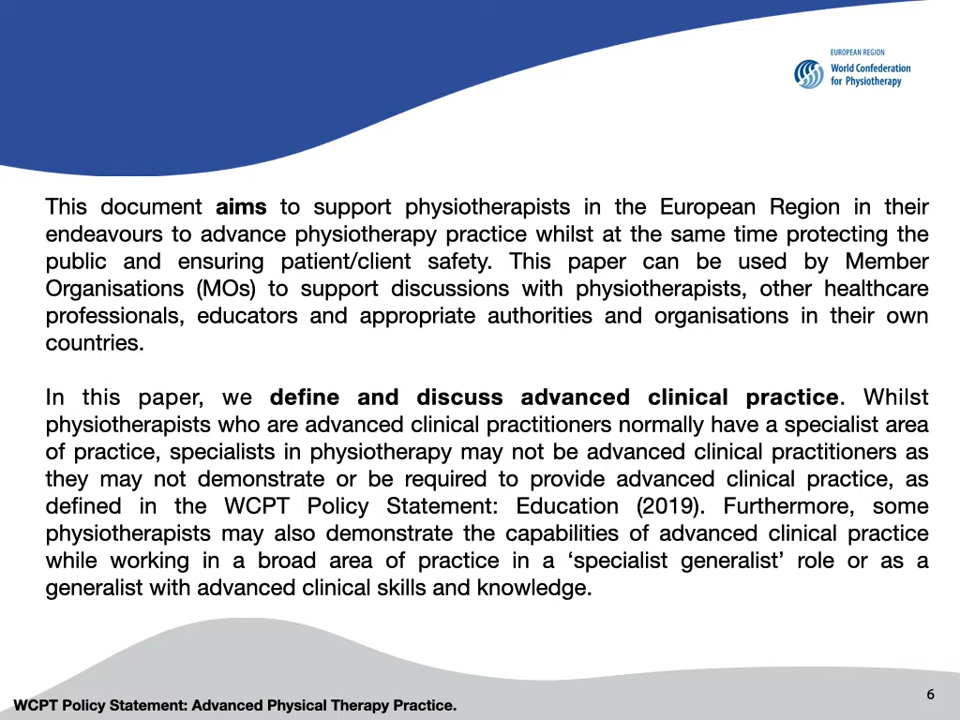 EUROPEAN REGION
World Confederation
for Physiotherapy
This document aims to support physiotherapists in the European Region in their
endeavours to advance physiotherapy practice whilst at the same time protecting the
public and ensuring patient/client safety. This paper can be used by Member
Organisations (MOs) to support discussions with physiotherapists, other healthcare
professionals, educators and appropriate authorities and organisations in their own
countries.
In this paper, we define and discuss advanced clinical practice. Whilst
physiotherapists who are advanced clinical practitioners normally have a specialist area
of practice, specialists in physiotherapy may not be advanced clinical practitioners as
they may not demonstrate or be required to provide advanced clinical practice, as
defined in the WCPT Policy Statement: Education (2019). Furthermore, some
physiotherapists may also demonstrate the capabilities of advanced clinical practice
while working in a broad area of practice in a ‘specialist generalist’ role or as a
generalist with advanced clinical skills and knowledge.
WCPT Policy Statement: Advanced Physical Therapy Practice.
6